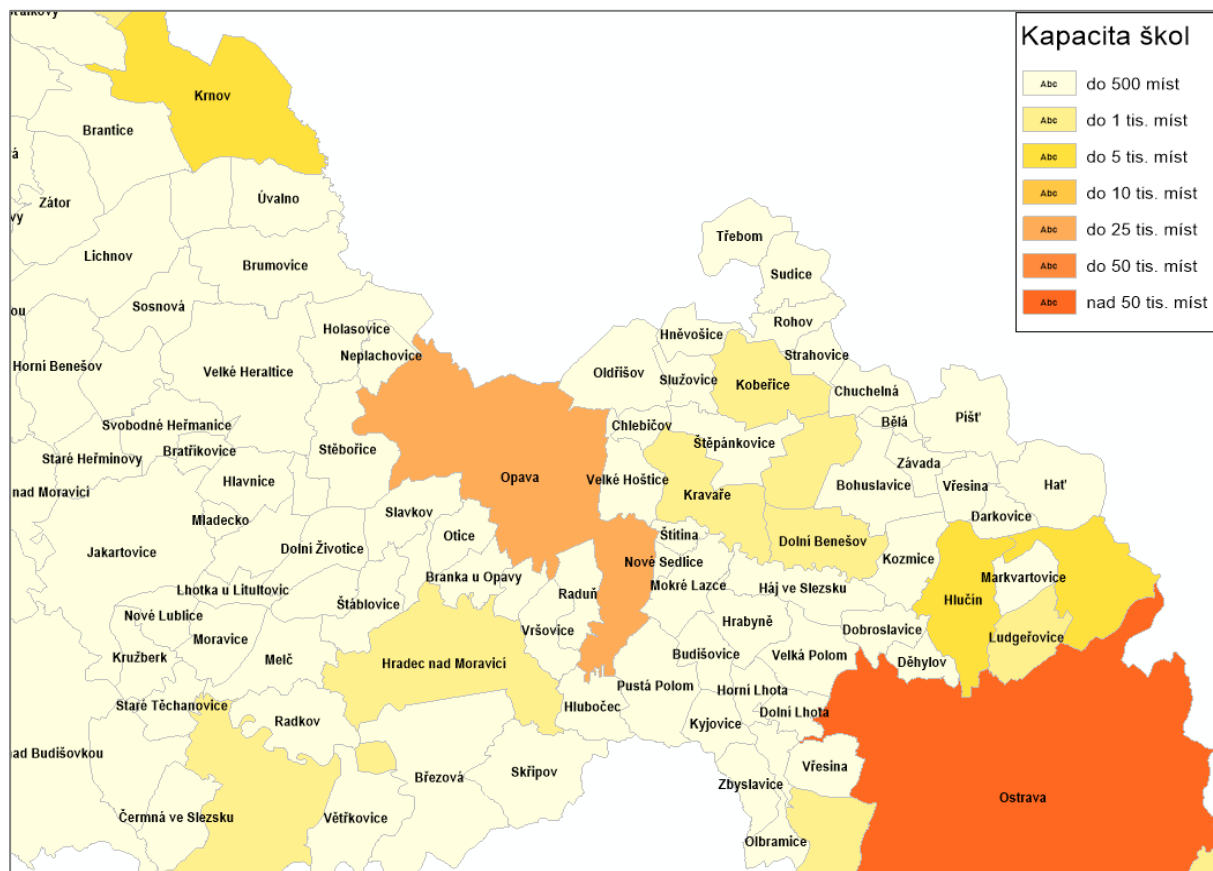 Kapacita škol
Abc do 500 míst
Abc do 1 tis. míst
Abc do 5 tis. míst
Abc do 10 tis. míst
Abc do 25 tis. míst
Abc do 50 tis. míst
Abc nad 50 tis. míst
Krnov
Brantice
Zátor
Úvalno
Lichnov
Brumovice
Třebom
Sudice
Sosnová
Holasovice
Hněvošice
Rohov
Neplachovice
Strahovice
Horní Benešov
Velké Heraltice
Oldřišov
Služovice
Kobeřice
Chuchelná
Svobodné Heřmanice
Chlebičov
Bělá
Píšť
Bratříkovice
Stěbořice
Štěpánkovice
Staré Heřminovy
Závada
Hlavnice
Opava
Velké Hoštice
Bohuslavice
Vřesina
Hať
nad Moravicí
Kravaře
Mladecko
Slavkov
Darkovice
Otice
Štítina
Dolní Benešov
Jakartovice
Dolní Životice
Nové Sedlice
Kozmice
Branka u Opavy
Markvartovice
Lhotka u Litultovic
Mokré Lazce
Háj ve Slezsku
Raduň
Hlučín
Štáblovice
Nové Lublice
Hrabyně
Dobroslavice
Vršovice
Moravice
Ludgeřovice
Kružberk
Melč
Hradec nad Moravicí
Budišovice
Velká Polom
Děhylov
Pustá Polom
Horní Lhota
Staré Těchanovice
Hlubočec
Dolní Lhota
Radkov
Kyjovice
nad Budišovkou
Březová
Skřipov
Vřesina
Zbyslavice
Ostrava
Čermná ve Slezsku
Větřkovice
Olbramice